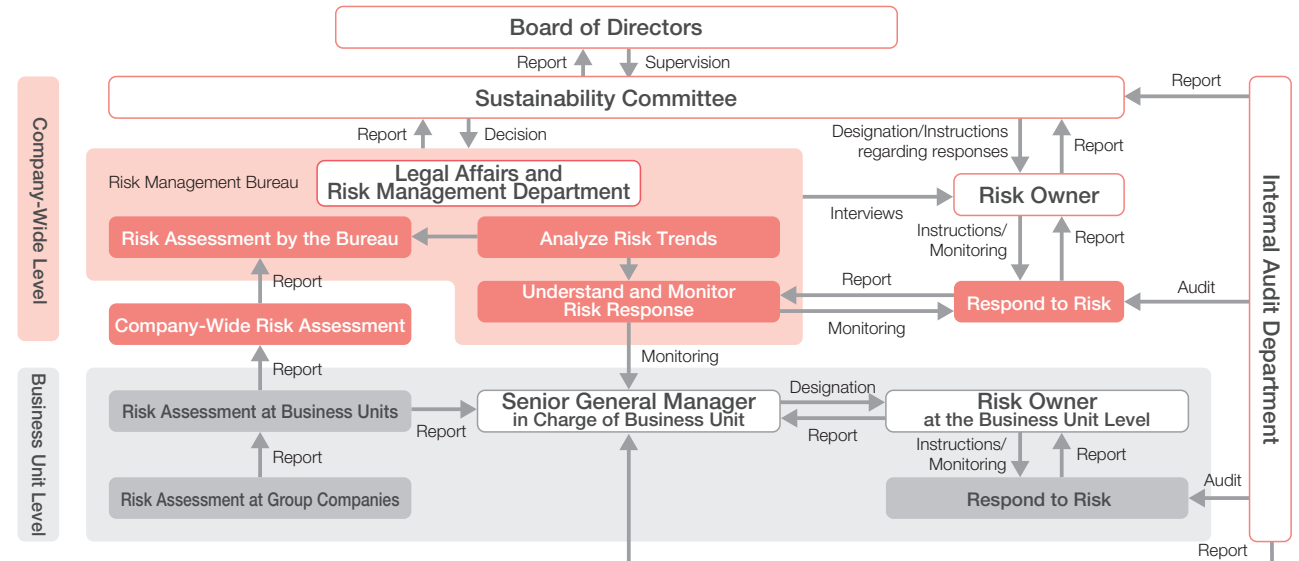 Board of Directors
Report
Supervision
Sustainability Committee
Report
Company-Wide Level
Report
Decision
Designation/Instructions
regarding responses
Report
Risk Management Bureau
Legal Affairs and
Risk Management Department
Interviews
Risk Owner
Internal Audit Department
Risk Assessment by the Bureau
Analyze Risk Trends
Instructions/
Monitoring
Report
Report
Understand and Monitor
Risk Response
Report
Respond to Risk
Audit
Company-Wide Risk Assessment
Monitoring
Report
Monitoring
Business Unit Level
Risk Assessment at Business Units
Report
Senior General Manager
in Charge of Business Unit
Designation
Report
Risk Owner
at the Business Unit Level
Report
Instructions/
Monitoring
Report
Risk Assessment at Group Companies
Respond to Risk
Audit
Report